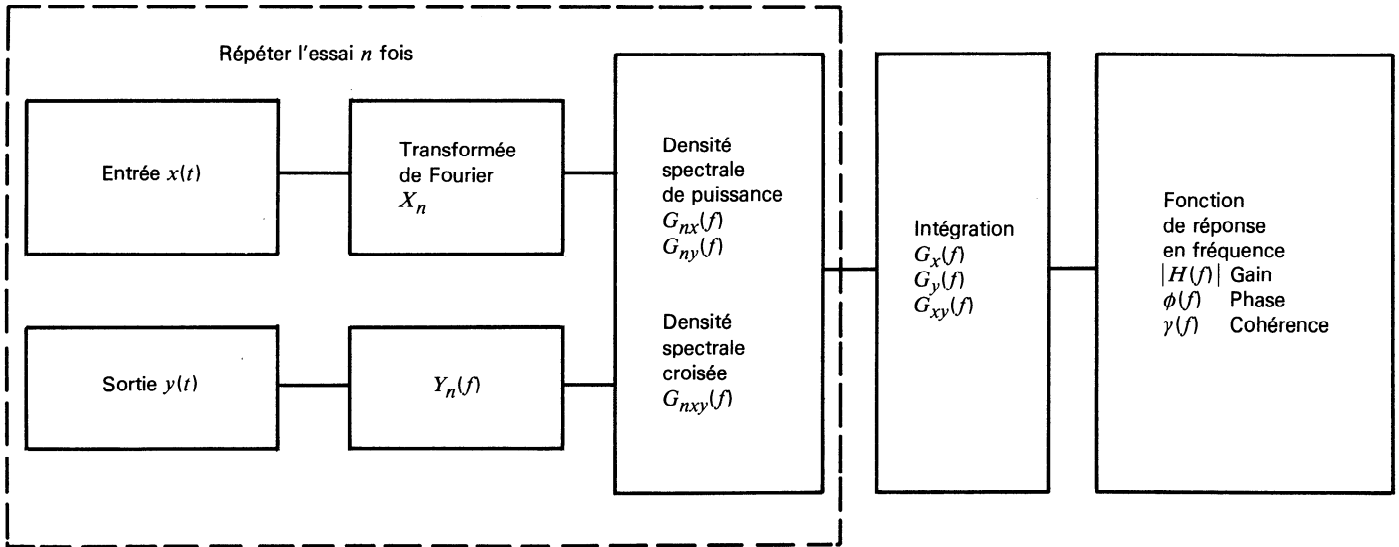 Répéter l'essai n fois
Entrée x(t)
Transformée
de Fourier
Xn
Sortie y(t)
Yn(f)
Densité
spectrale
de puissance
Gnx(f)
Gny(f)
Densité
spectrale
croisée
Gnxy(f)
Intégration
Gx(f)
Gy(f)
Gxy(f)
Fonction
de réponse
en fréquence
|H(f)| Gain
ϕ(f) Phase
γ(f) Cohérence